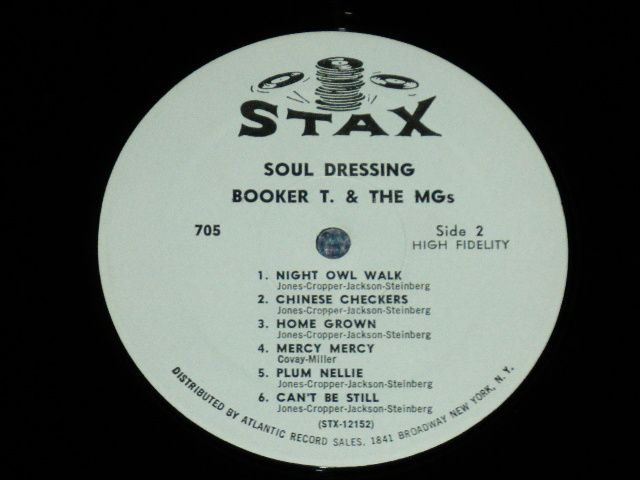 STAX
SOUL DRESSING
BOOKER T. & THE MGs
705
Side 2
HIGH FIDELITY
1. NIGHT OWL WALK
Jones-Cropper-Jackson-Steinberg
2. CHINESE CHECKERS
Jones-Cropper-Jackson-Steinberg
3. HOME GROWN
Jones-Cropper-Jackson-Steinberg
4. MERCY MERCY
Covay-Miller
5. PLUM NELLIE
Jones-Cropper-Jackson-Steinberg
6. CAN'T BE STILL
Jones-Cropper-Jackson-Steinberg
(STX-12152)
DISTRIBUTED BY ATLANTIC RECORD SALES, 1841 BROADWAY NEW YORK, N. Y.